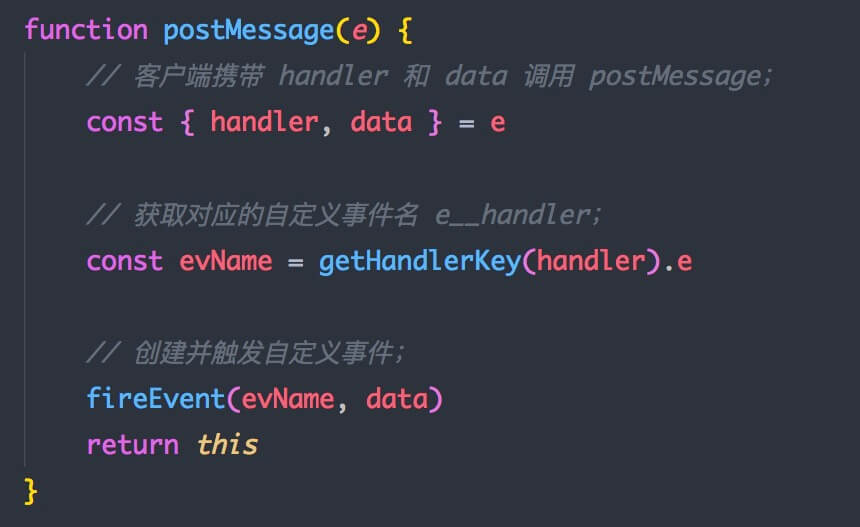 function postMessage(e) {
// 客户端携带 handler 和 data 调用 postMessage;
const { handler, data } = e
// 获取对应的自定义事件名 e__handler;
const evName = getHandlerKey(handler).e
// 创建并触发自定义事件;
fireEvent(evName, data)
return this
}